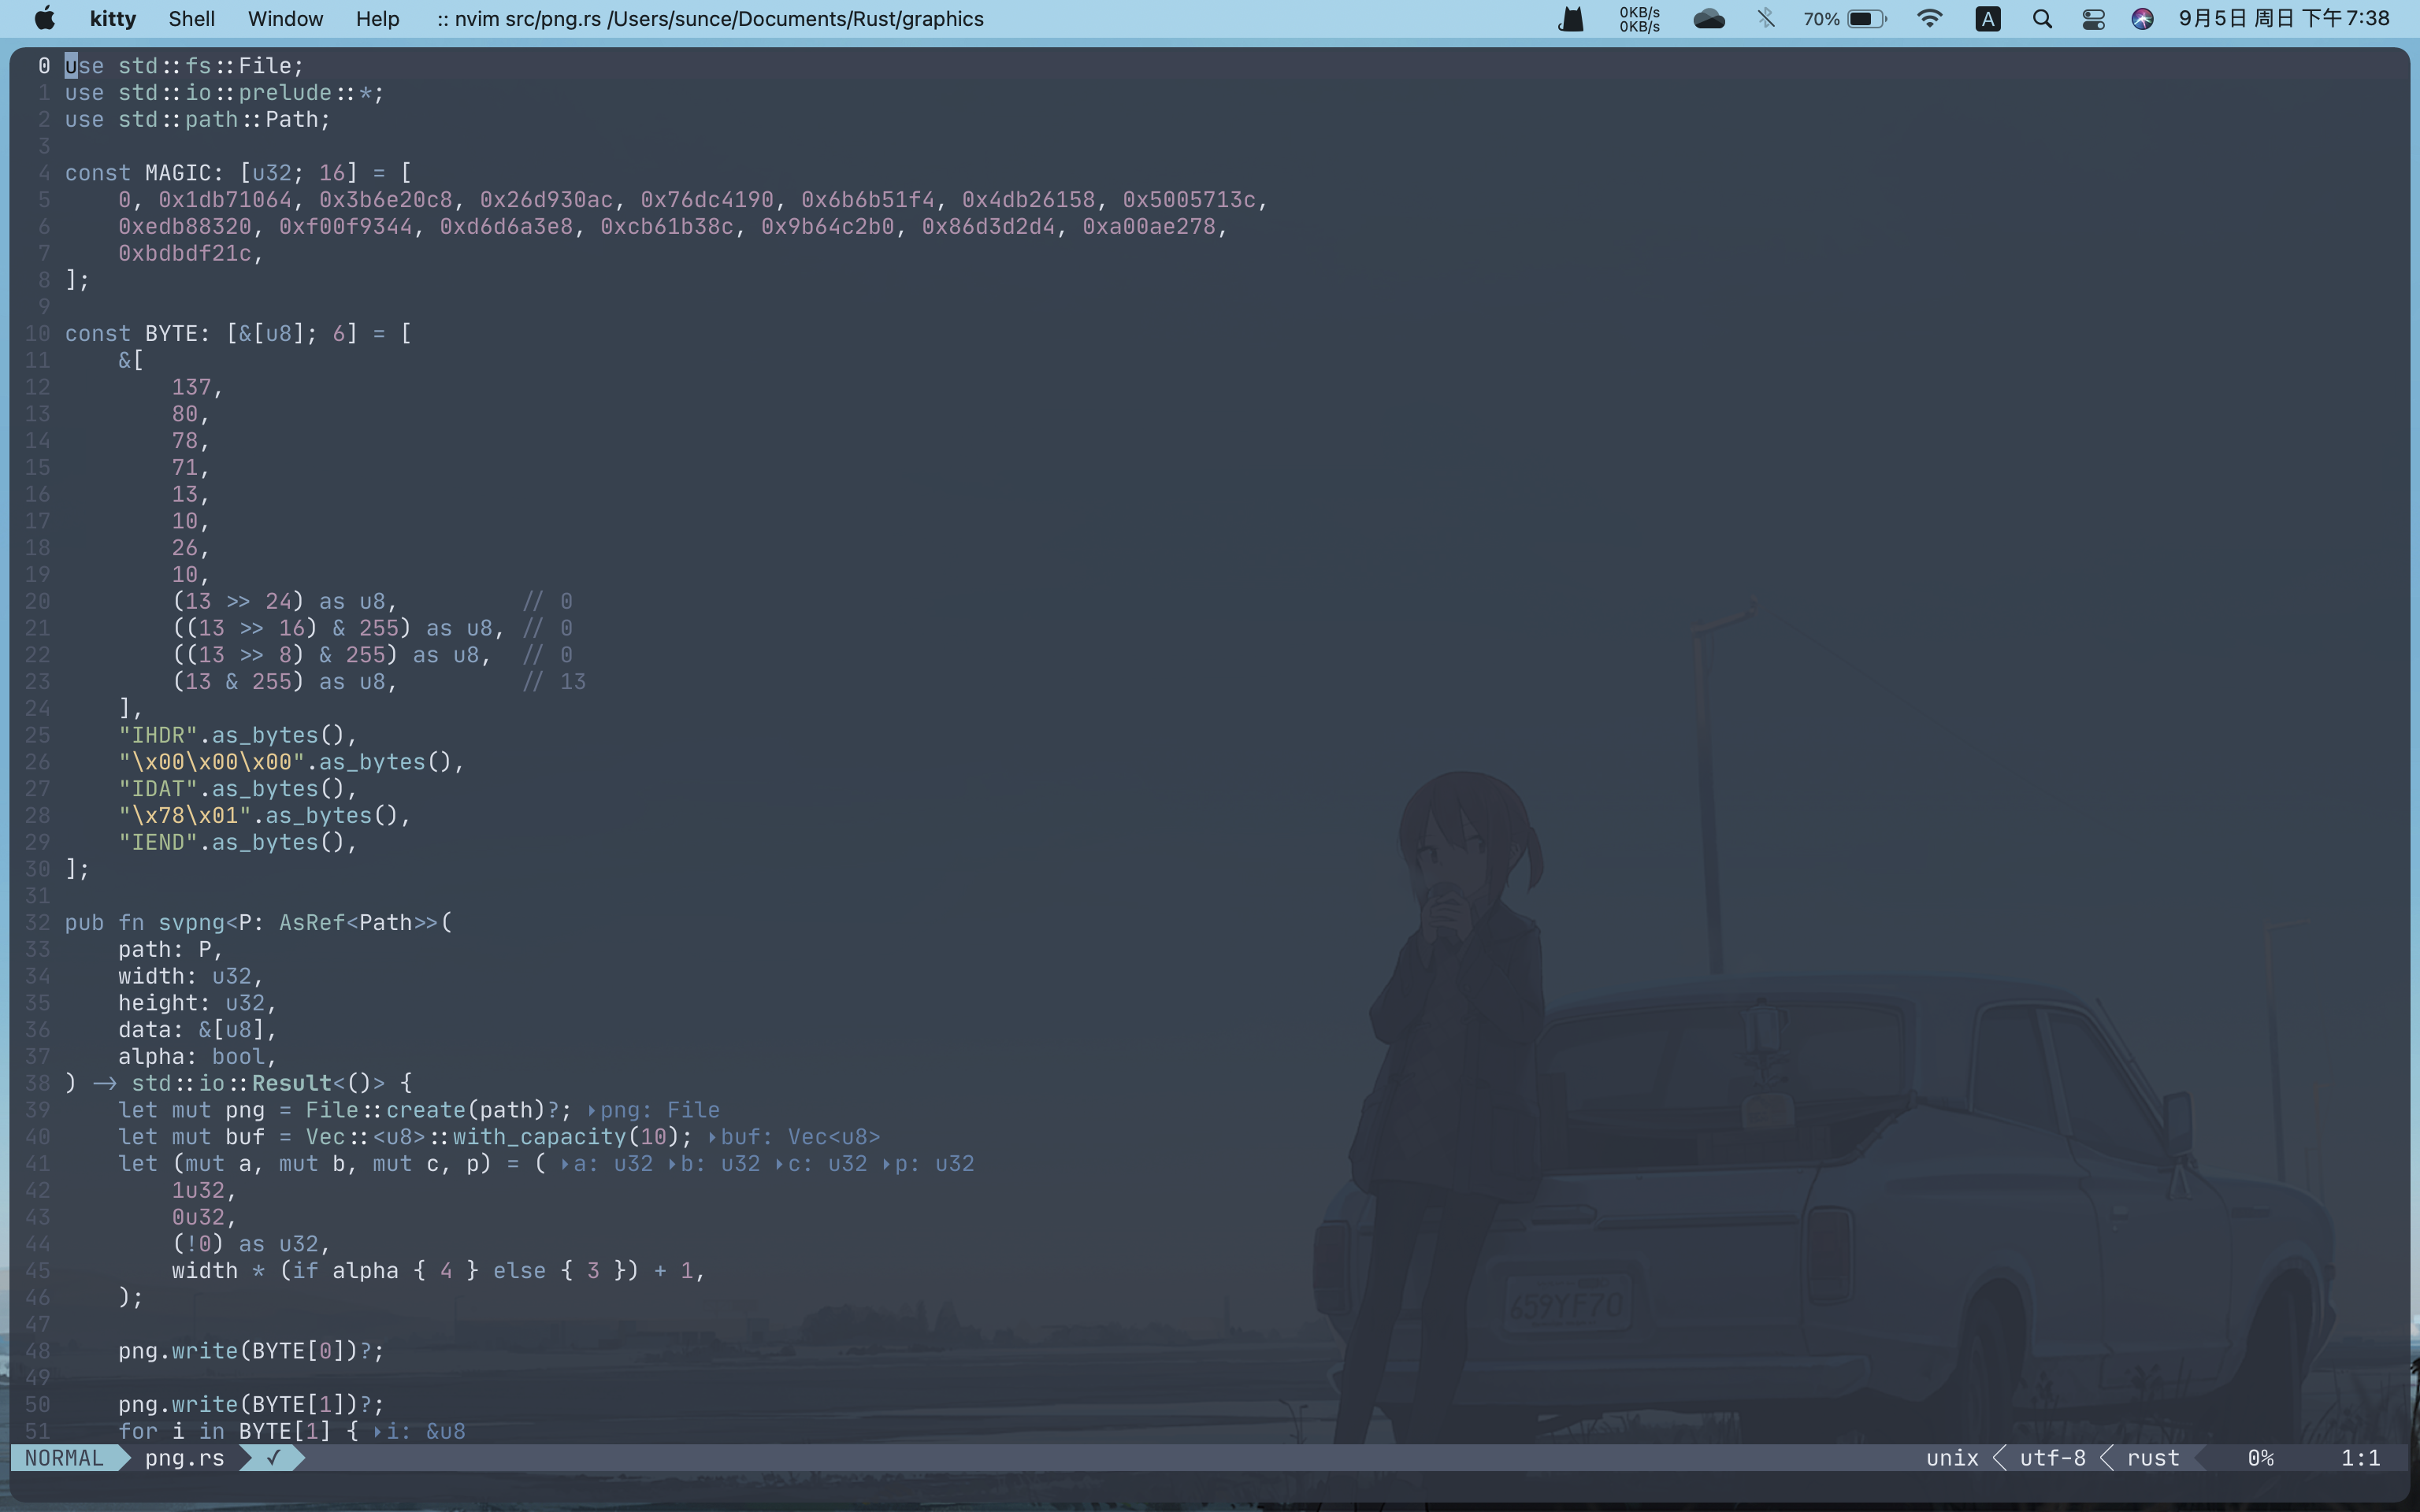 kitty Shell Window Help :: nvim src/png.rs /Users/sunce/Documents/Rust/graphics 0KB/s 0KB/s 70% A 9月5日 周日 下午7:38
0 use std::fs::File;
1 use std::io::prelude::*;
2 use std::path::Path;
3
4 const MAGIC: [u32; 16] = [
5     0, 0x1db71064, 0x3b6e20c8, 0x26d930ac, 0x76dc4190, 0x6b6b51f4, 0x4db26158, 0x5005713c,
6     0xedb88320, 0xf00f9344, 0xd6d6a3e8, 0xcb61b38c, 0x9b64c2b0, 0x86d3d2d4, 0xa00ae278,
7     0xbdbdf21c,
8 ];
9
10 const BYTE: [&[u8]; 6] = [
11     &[
12         137,
13         80,
14         78,
15         71,
16         13,
17         10,
18         26,
19         10,
20         (13 >> 24) as u8,         // 0
21         ((13 >> 16) & 255) as u8, // 0
22         ((13 >> 8) & 255) as u8,  // 0
23         (13 & 255) as u8,         // 13
24     ],
25     "IHDR".as_bytes(),
26     "\x00\x00\x00".as_bytes(),
27     "IDAT".as_bytes(),
28     "\x78\x01".as_bytes(),
29     "IEND".as_bytes(),
30 ];
31
32 pub fn svpng<P: AsRef<Path>>(
33     path: P,
34     width: u32,
35     height: u32,
36     data: &[u8],
37     alpha: bool,
38 ) -> std::io::Result<()> {
39     let mut png = File::create(path)?; ‣png: File
40     let mut buf = Vec::<u8>::with_capacity(10); ‣buf: Vec<u8>
41     let (mut a, mut b, mut c, p) = ( ‣a: u32 ‣b: u32 ‣c: u32 ‣p: u32
42         1u32,
43         0u32,
44         (!0) as u32,
45         width * (if alpha { 4 } else { 3 }) + 1,
46     );
47
48     png.write(BYTE[0])?;
49
50     png.write(BYTE[1])?;
51     for i in BYTE[1] { ‣i: &u8
659YF70
NORMAL png.rs ✓ unix utf-8 rust 0% 1:1